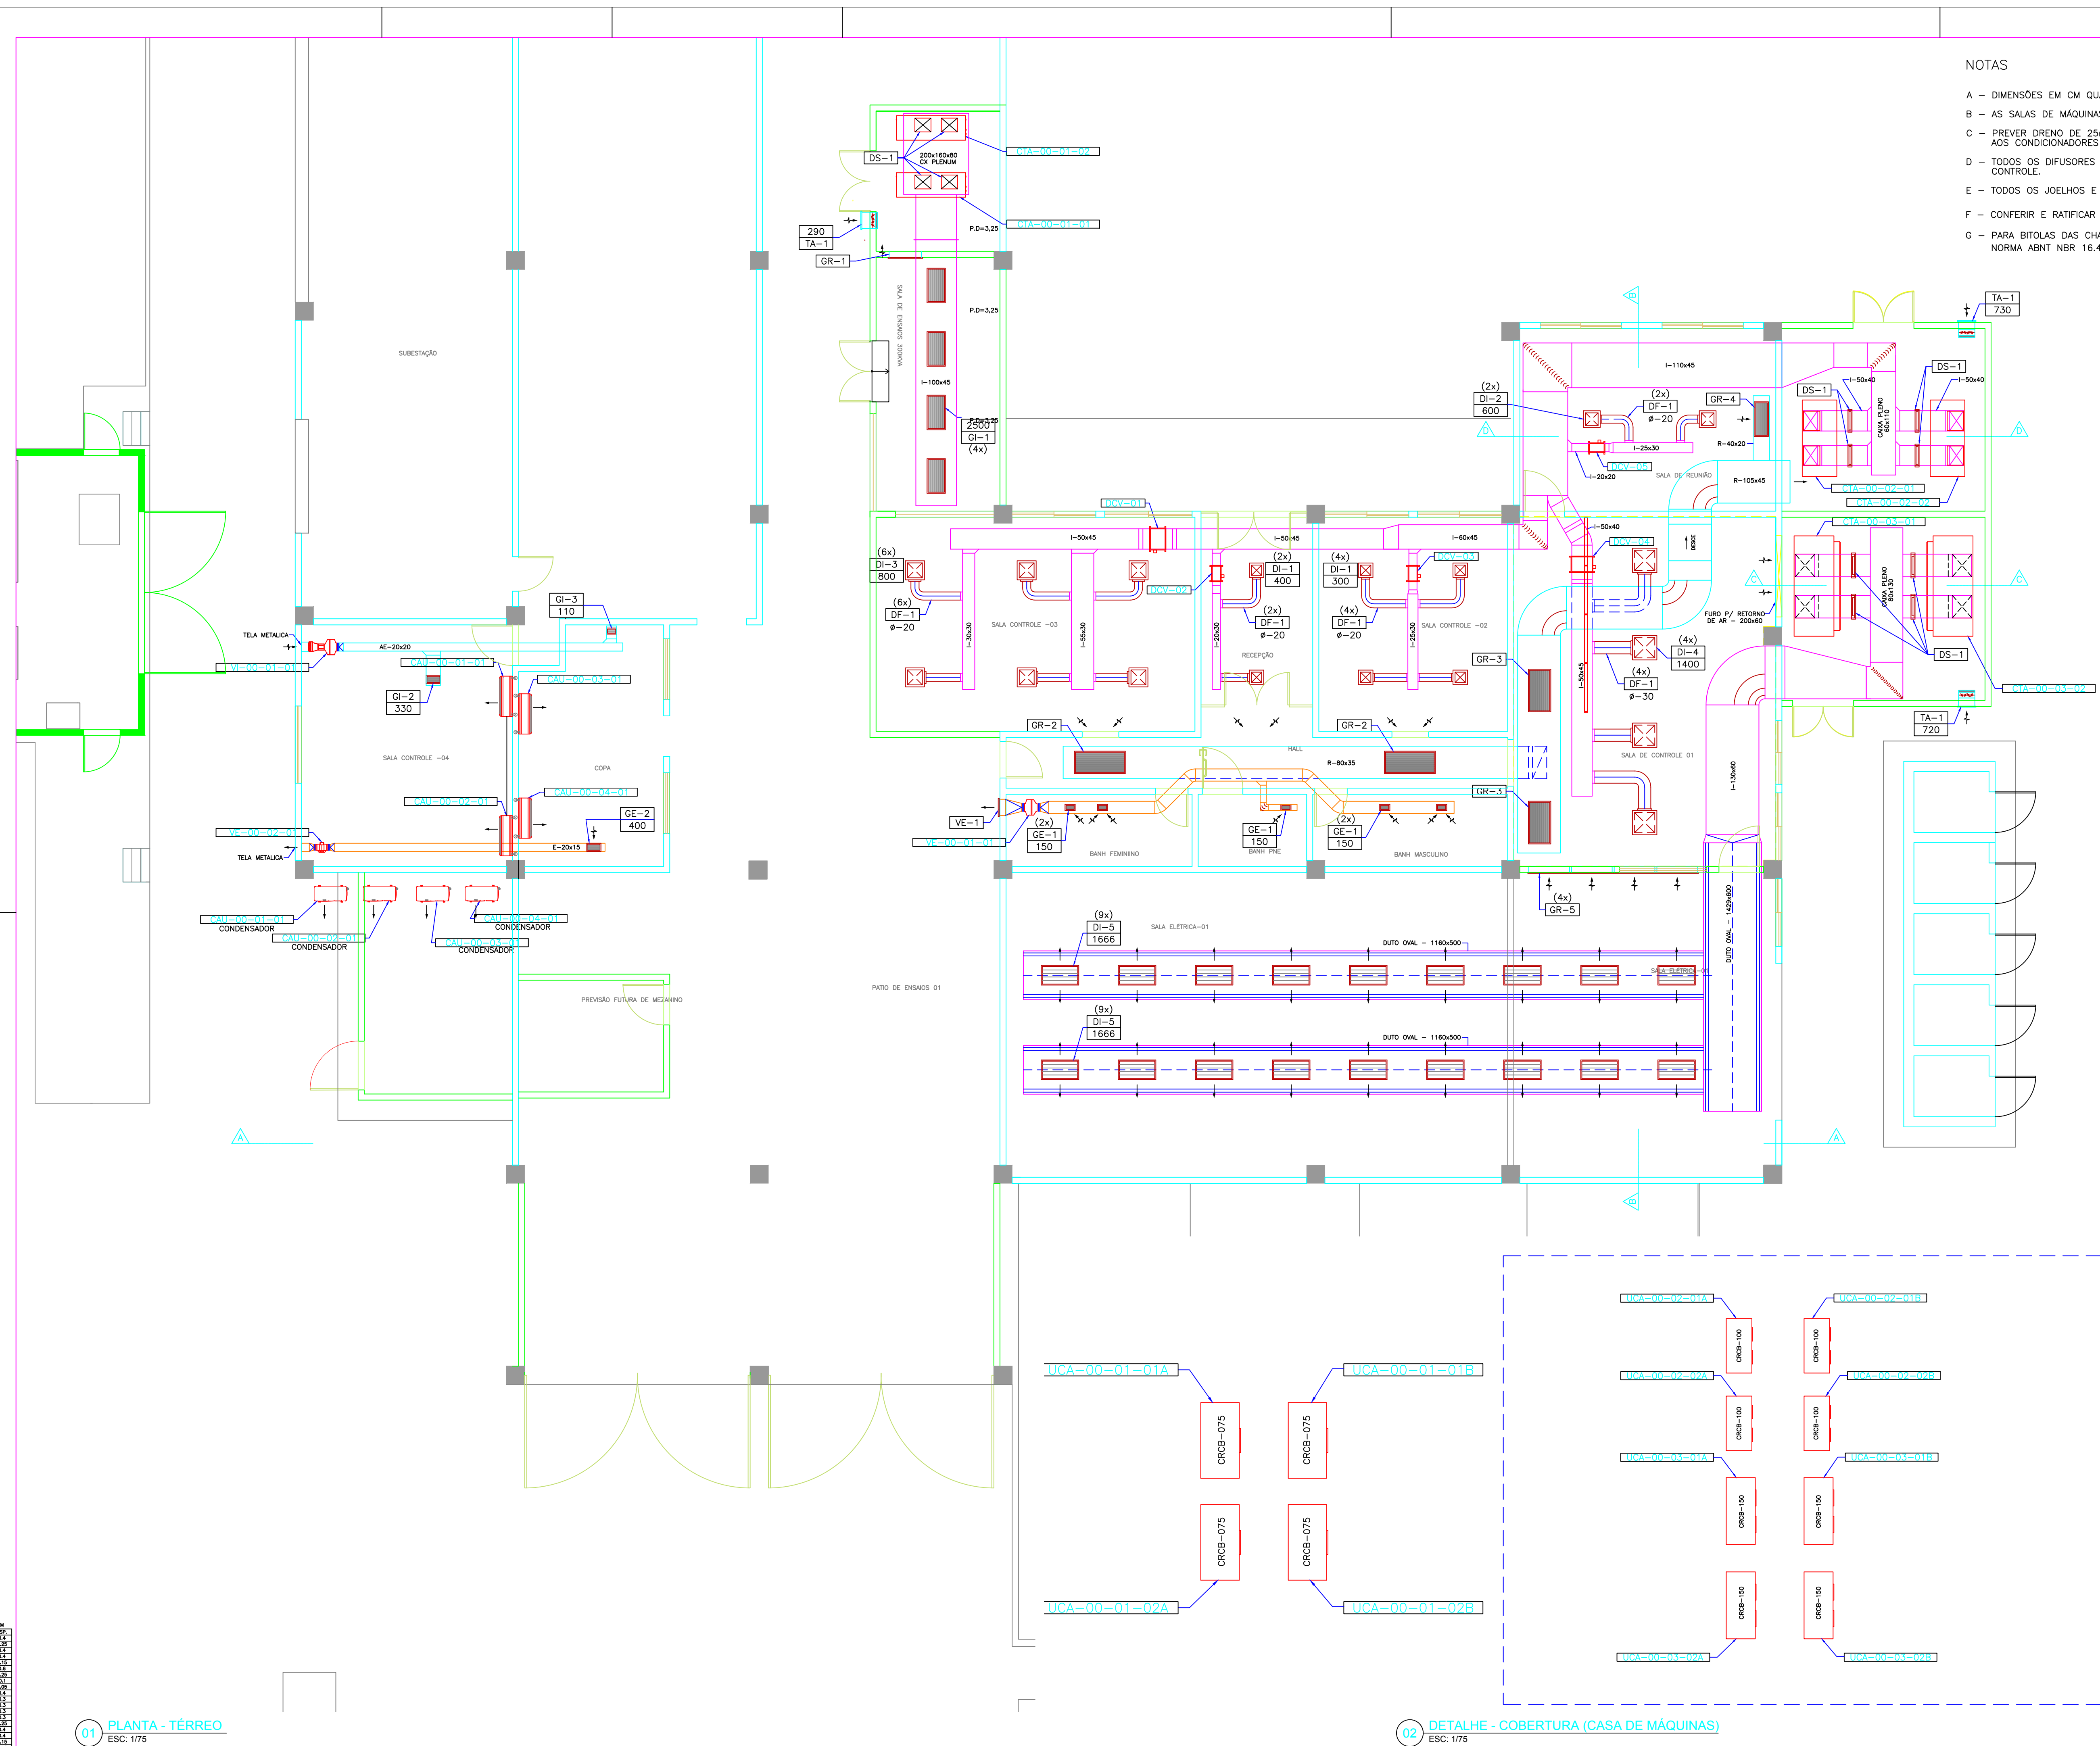 NOTAS
A – DIMENSÕES EM CM QU
B – AS SALAS DE MÁQUINAS
C – PREVER DRENO DE 25
AOS CONDICIONADORES
D – TODOS OS DIFUSORES
CONTROLE.
E – TODOS OS JOELHOS E
F – CONFERIR E RATIFICAR
G – PARA BITOLAS DAS CHA
NORMA ABNT NBR 16.4
DS-1
200x160x80
CX PLENUM
CTA-00-01-02
CTA-00-01-01
290
TA-1
GR-1
P.D=3,25
P.D=3,25
P.D=3,25
SALA DE ENSAIOS 300KVA
I-100x45
2500
GI-1
(4x)
SUBESTAÇÃO
B
TA-1
730
I-110x45
(2x)
DI-2
600
(2x)
DF-1
ø-20
GR-4
R-40x20
DS-1
I-50x40
DS-1
I-50x40
CAIXA PLENO
60x110
D
D
I-25x30
DCV-05
I-20x20
SALA DE REUNIÃO
R-105x45
CTA-00-02-01
CTA-00-02-02
CTA-00-03-01
DCV-01
I-50x45
I-50x45
I-60x45
I-50x40
DCV-04
DESCE
(6x)
DI-3
800
(6x)
DF-1
ø-20
I-30x30
SALA CONTROLE -03
I-55x30
DCV-02
I-20x30
(2x)
DI-1
400
(2x)
DF-1
ø-20
RECEPÇÃO
(4x)
DI-1
300
(4x)
DF-1
ø-20
DCV-03
I-25x30
SALA CONTROLE -02
C
C
CAIXA PLENO
80x130
FURO P/ RETORNO
DE AR - 200x60
DS-1
CTA-00-03-02
(4x)
DI-4
1400
(4x)
DF-1
ø-30
I-50x45
GR-3
GR-3
SALA DE CONTROLE 01
I-130x60
TA-1
720
GI-3
110
TELA METALICA
AE-20x20
VI-00-01-01
CAU-00-01-01
CAU-00-03-01
GI-2
330
SALA CONTROLE -04
COPA
CAU-00-02-01
CAU-00-04-01
GE-2
400
VE-00-02-01
TELA METALICA
E-20x15
CAU-00-01-01
CONDENSADOR
CAU-00-02-01
CONDENSADOR
CAU-00-03-01
CONDENSADOR
CAU-00-04-01
CONDENSADOR
GR-2
GR-2
HALL
R-80x35
VE-1
VE-00-01-01
(2x)
GE-1
150
BANH FEMINIINO
GE-1
150
BANH PNE
(2x)
GE-1
150
BANH MASCULINO
(4x)
GR-5
(9x)
DI-5
1666
SALA ELÉTRICA-01
DUTO OVAL - 1160x500
DUTO OVAL - 1429x600
SALA ELÉTRICA-01
PATIO DE ENSAIOS 01
PREVISÃO FUTURA DE MEZANINO
(9x)
DI-5
1666
DUTO OVAL - 1160x500
A
A
B
UCA-00-01-01A
UCA-00-01-01B
CRCB-075
CRCB-075
CRCB-075
CRCB-075
UCA-00-01-02A
UCA-00-01-02B
UCA-00-02-01A
UCA-00-02-01B
CRCB-100
CRCB-100
UCA-00-02-02A
UCA-00-02-02B
CRCB-100
CRCB-100
UCA-00-03-01A
UCA-00-03-01B
CRCB-150
CRCB-150
CRCB-150
CRCB-150
UCA-00-03-02A
UCA-00-03-02B
01 PLANTA - TÉRREO
ESC: 1/75
02 DETALHE - COBERTURA (CASA DE MÁQUINAS)
ESC: 1/75